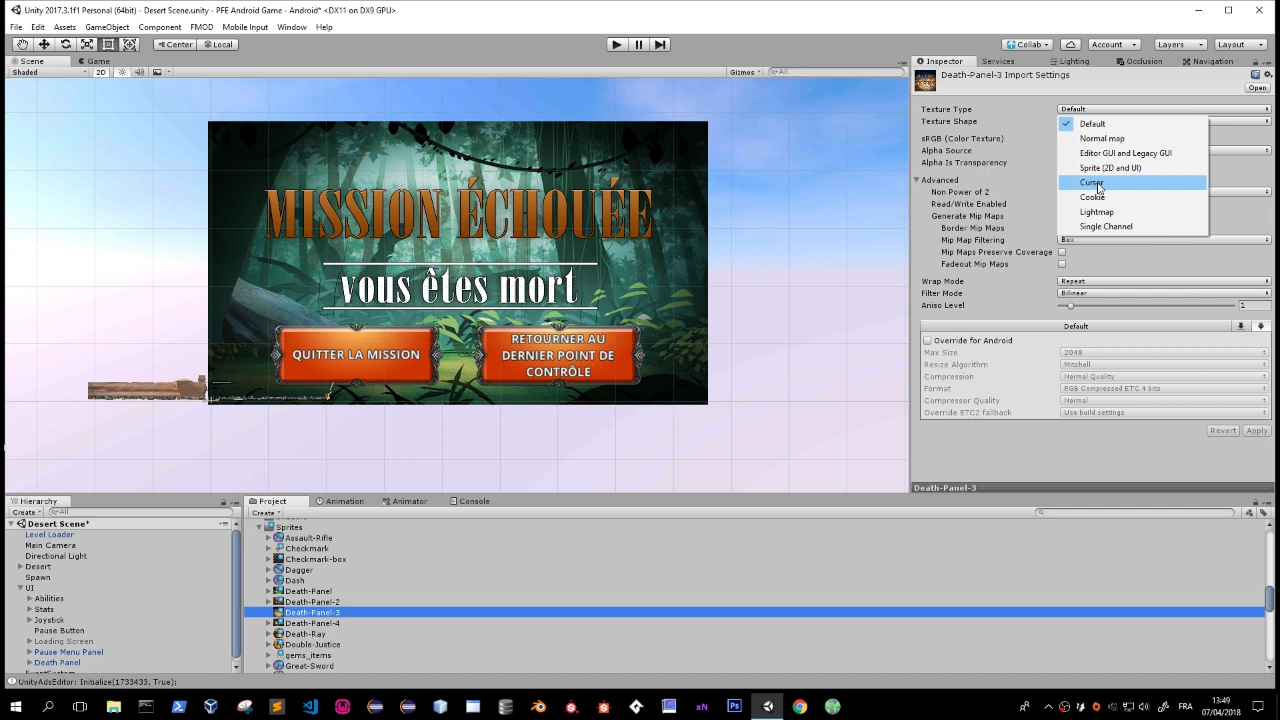 Unity 2017.3.1f1 Personal (64bit) - Desert Scene.unity - PFE Android Game - Android* <DX11 on DX9 GPU>
File Edit Assets GameObject Component FMOD Mobile Input Window Help
Center Local Collab Account Layers Layout
Scene Game Inspector Services Lighting Occlusion Navigation
Shaded 2D Gizmos All
Death-Panel-3 Import Settings
Open
Texture Type Default
Texture Shape
Default
Normal map
Editor GUI and Legacy GUI
Sprite (2D and UI)
Cursor
Cookie
Lightmap
Single Channel
sRGB (Color Texture)
Alpha Source
Alpha Is Transparency
Advanced
Non Power of 2
Read/Write Enabled
Generate Mip Maps
Border Mip Maps
Mip Map Filtering Box
Mip Maps Preserve Coverage
Fadeout Mip Maps
Wrap Mode Repeat
Filter Mode Bilinear
Aniso Level 1
Default
Override for Android
Max Size 2048
Resize Algorithm Mitchell
Compression Normal Quality
Format RGB Compressed ETC 4 bits
Compressor Quality Normal
Override ETC2 fallback Use build settings
Revert Apply
Death-Panel-3
MISSION ÉCHOUÉE
vous êtes mort
QUITTER LA MISSION
RETOURNER AU
DERNIER POINT DE
CONTRÔLE
Hierarchy
Create All
Desert Scene*
Level Loader
Main Camera
Directional Light
Desert
Spawn
UI
Abilities
Stats
Joystick
Pause Button
Loading Screen
Pause Menu Panel
Death Panel
Project Animation Animator Console
Create
Sprites
Assault-Rifle
Checkmark
Checkmark-box
Dagger
Dash
Death-Panel
Death-Panel-2
Death-Panel-3
Death-Panel-4
Death-Ray
Double-Justice
gems_items
Great-Sword
UnityAdsEditor: Initialize(1733433, True);
FRA
13:49
07/04/2018